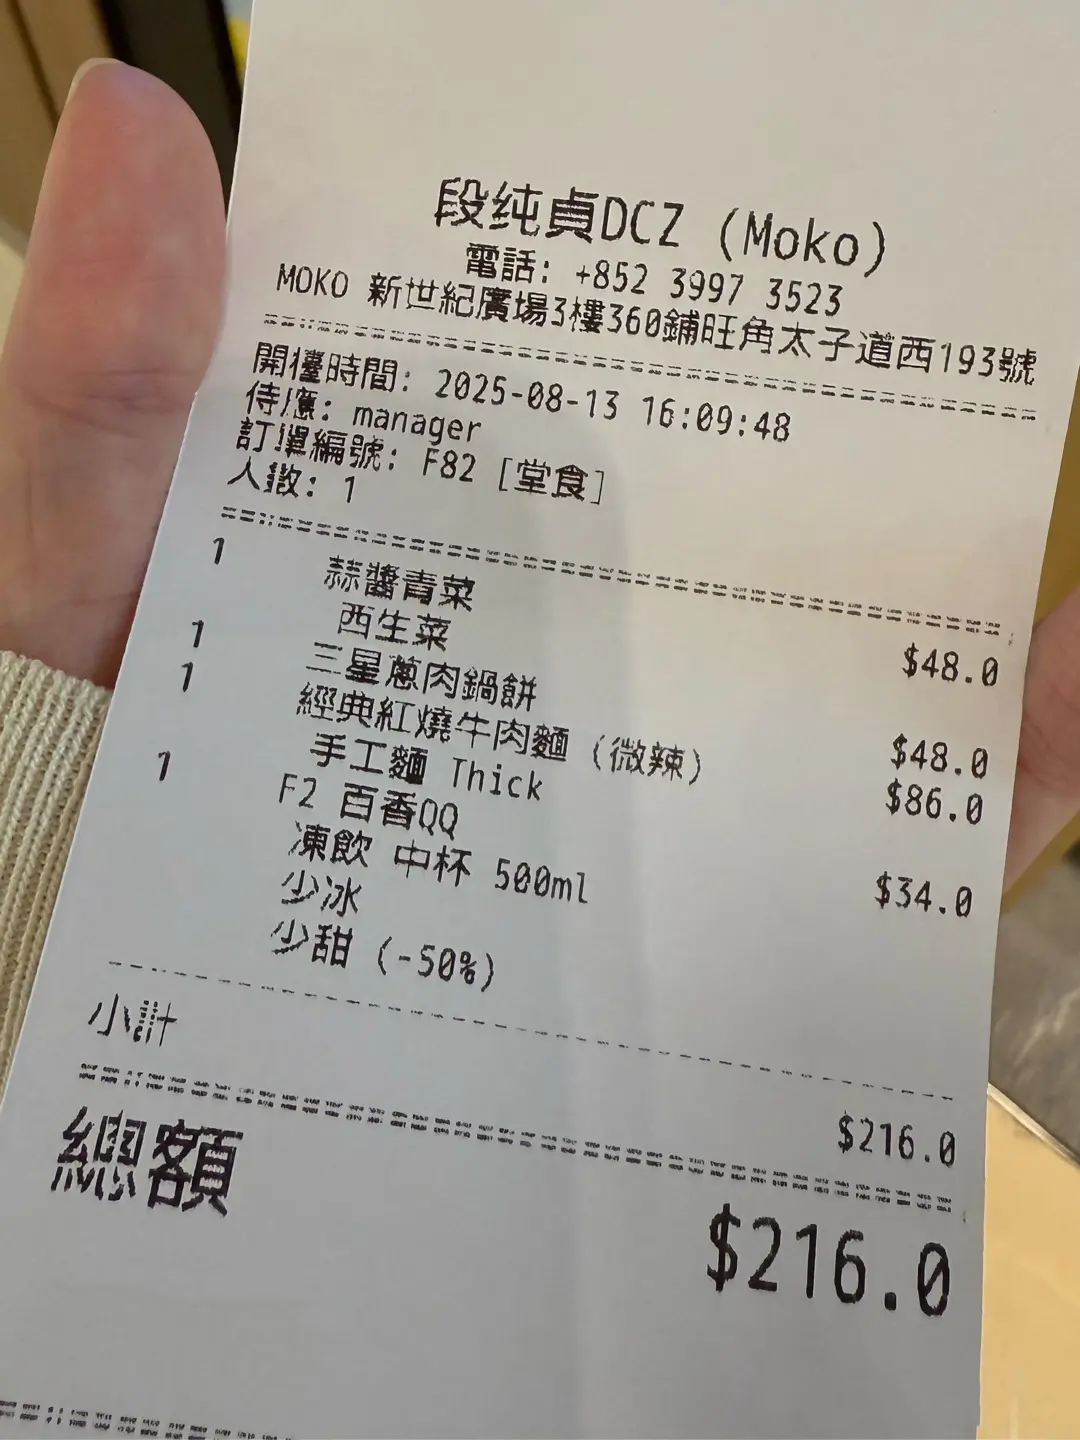 段纯貞DCZ (Moko)
電話: +852 3997 3523
MOKO 新世紀廣場3樓360鋪旺角太子道西193號
開檯時間: 2025-08-13 16:09:48
侍應: manager
訂單編號: F82 [堂食]
人數: 1
1 蒜醬青菜 $48.0
西生菜
1 三星蔥肉鍋餅 $48.0
1 經典紅燒牛肉麵 (微辣) $86.0
手工麵 Thick
1 F2 百香QQ $34.0
凍飲 中杯 500ml
少冰
少甜 (-50%)
小計 $216.0
總額 $216.0